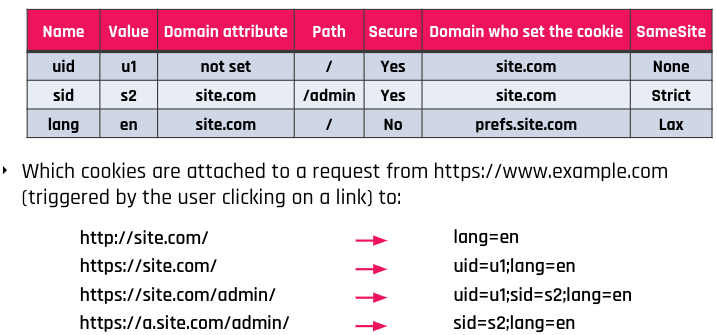 Name Value Domain attribute Path Secure Domain who set the cookie SameSite
uid u1 not set / Yes site.com None
sid s2 site.com /admin Yes site.com Strict
lang en site.com / No prefs.site.com Lax
‣ Which cookies are attached to a request from https://www.example.com
(triggered by the user clicking on a link) to:
http://site.com/ → lang=en
https://site.com/ → uid=u1;lang=en
https://site.com/admin/ → uid=u1;sid=s2;lang=en
https://a.site.com/admin/ → sid=s2;lang=en